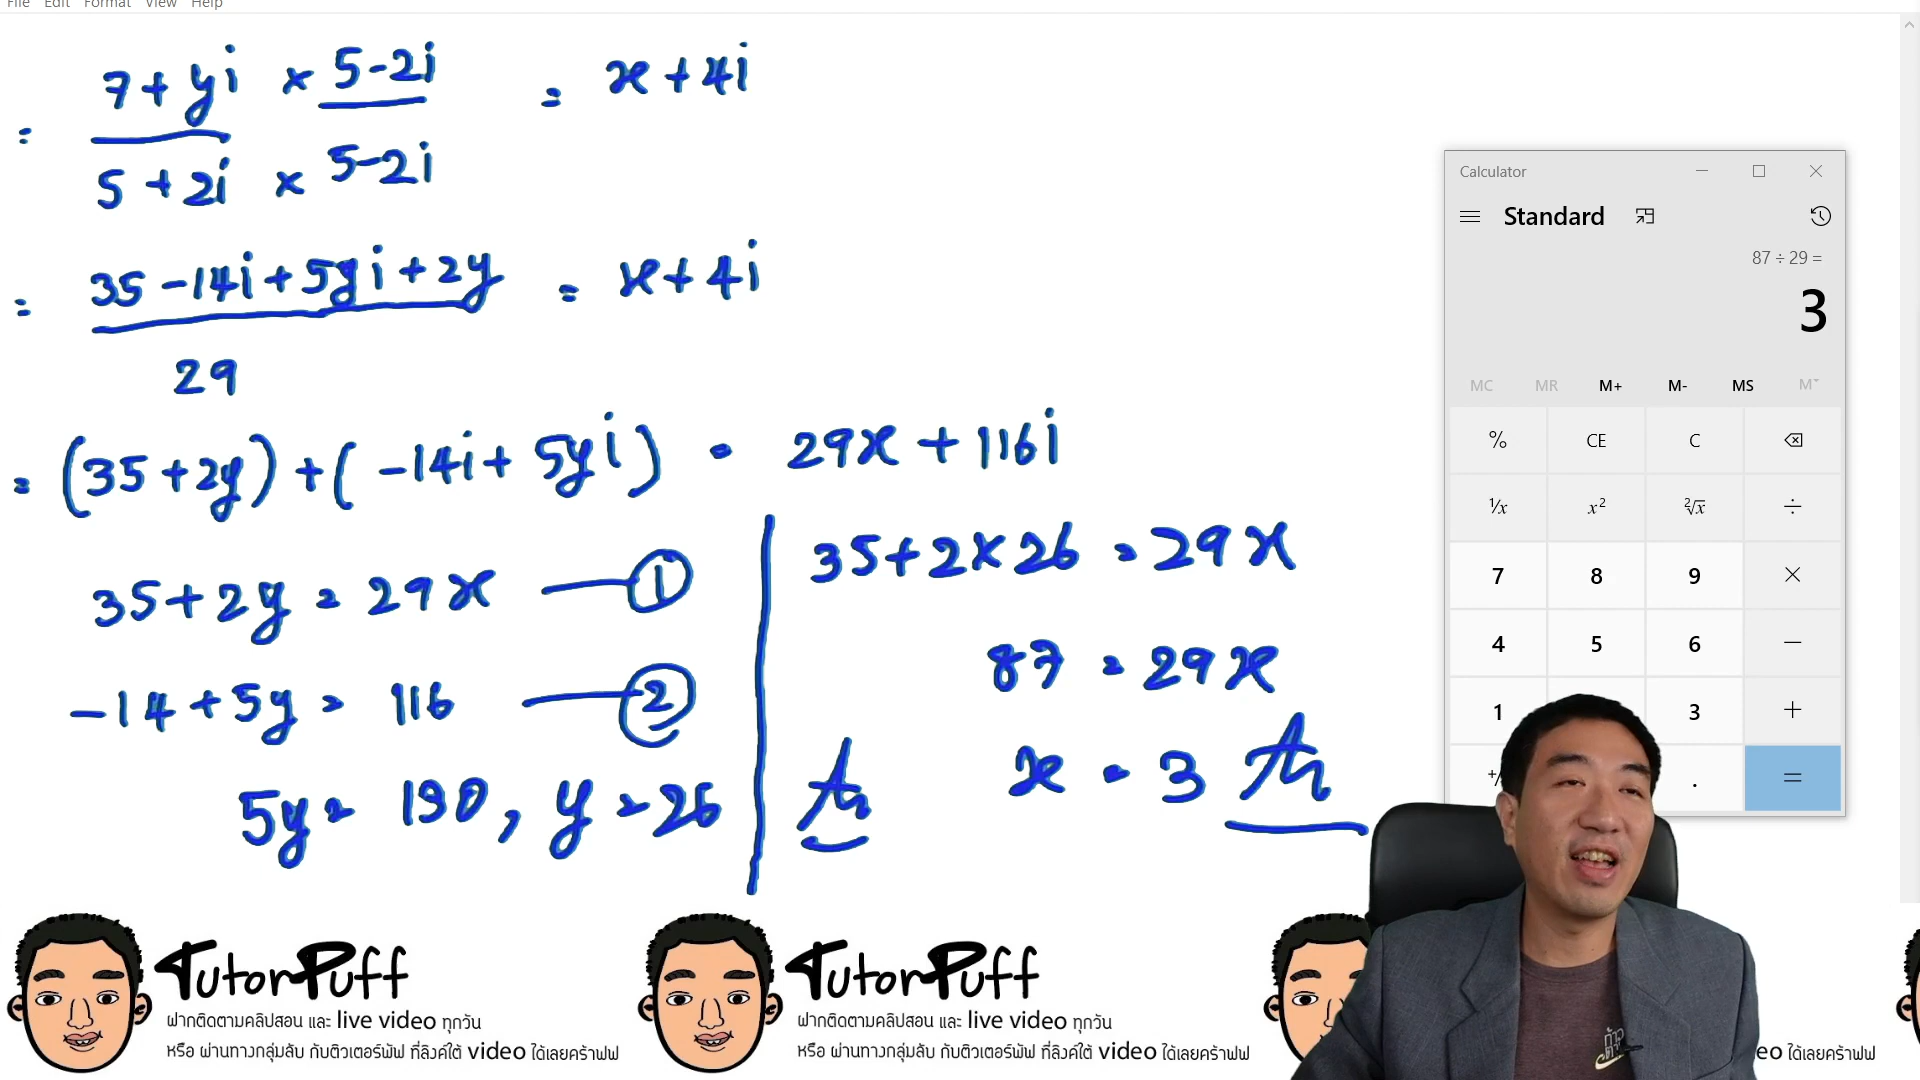 File Edit Format View Help
= 7+yi × 5-2i = x+4i
5+2i × 5-2i
= 35-14i+5yi+2y = x+4i
29
= (35+2y)+(-14i+5yi) = 29x+116i
35+2y = 29x — ①
-14+5y = 116 — ②
5y = 130, y = 26
35+2×26 = 29x
87 = 29x
x = 3
Calculator
Standard
87 ÷ 29 =
3
MC MR M+ M- MS M˅
% CE C
⅟x x² ²√x ÷
7 8 9 ×
4 5 6 −
1 3 +
+/ . =
TutorPuff
ฝากติดตามคลิปสอน และ live video ทุกวัน
หรือ ผ่านทางกลุ่มลับ กับติวเตอร์พัฟ ที่ลิงค์ใต้ video ได้เลยคร้าฟฟ
TutorPuff
ฝากติดตามคลิปสอน และ live video ทุกวัน
หรือ ผ่านทางกลุ่มลับ กับติวเตอร์พัฟ ที่ลิงค์ใต้ video ได้เลยคร้าฟฟ
eo ได้เลยคร้าฟฟ